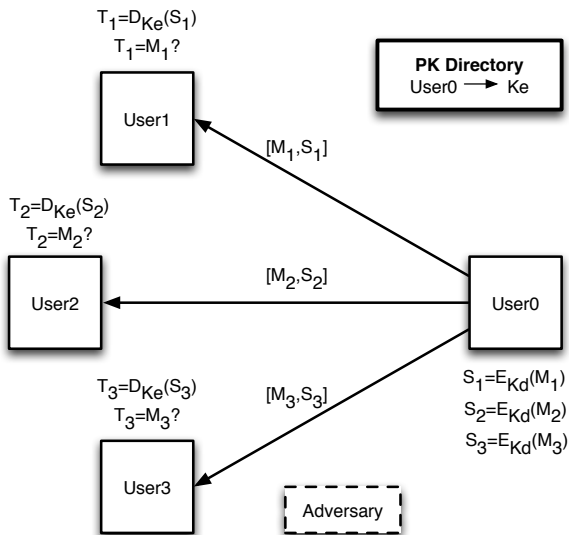 T1=DKe(S1)
T1=M1?
PK Directory
User0 → Ke
User1
[M1,S1]
T2=DKe(S2)
T2=M2?
User2
[M2,S2]
User0
T3=DKe(S3)
T3=M3?
[M3,S3]
S1=EKd(M1)
S2=EKd(M2)
S3=EKd(M3)
User3
Adversary